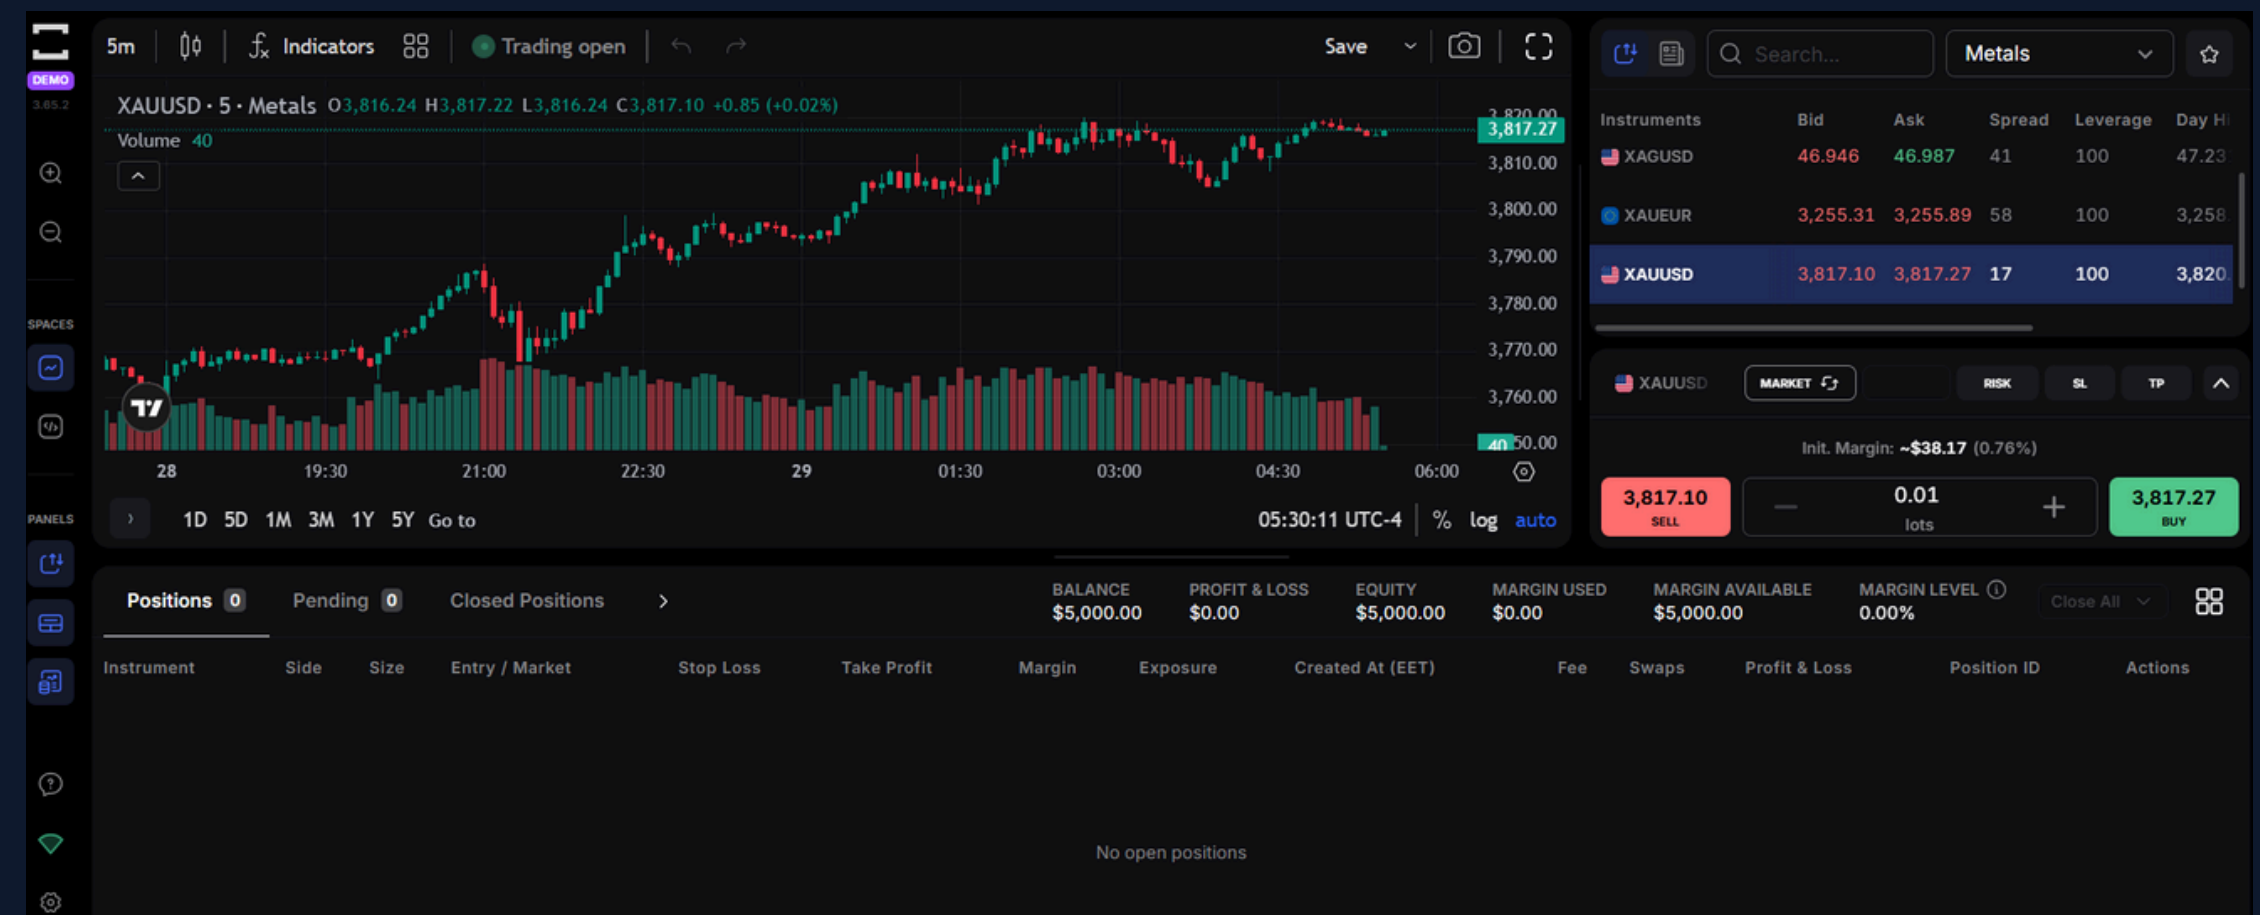 5m Indicators Trading open Save
DEMO
3.65.2
XAUUSD · 5 · Metals O3,816.24 H3,817.22 L3,816.24 C3,817.10 +0.85 (+0.02%)
Volume 40
3,820.00
3,817.27
3,810.00
3,800.00
3,790.00
3,780.00
3,770.00
3,760.00
40
50.00
28 19:30 21:00 22:30 29 01:30 03:00 04:30 06:00
1D 5D 1M 3M 1Y 5Y Go to 05:30:11 UTC-4 % log auto
SPACES
PANELS
Search... Metals
Instruments Bid Ask Spread Leverage Day H
XAGUSD 46.946 46.987 41 100 47.23
XAUEUR 3,255.31 3,255.89 58 100 3,258.
XAUUSD 3,817.10 3,817.27 17 100 3,820.
XAUUSD MARKET RISK SL TP
Init. Margin: ~$38.17 (0.76%)
3,817.10 0.01 3,817.27
SELL lots BUY
Positions 0 Pending 0 Closed Positions
BALANCE PROFIT & LOSS EQUITY MARGIN USED MARGIN AVAILABLE MARGIN LEVEL Close All
$5,000.00 $0.00 $5,000.00 $0.00 $5,000.00 0.00%
Instrument Side Size Entry / Market Stop Loss Take Profit Margin Exposure Created At (EET) Fee Swaps Profit & Loss Position ID Actions
No open positions